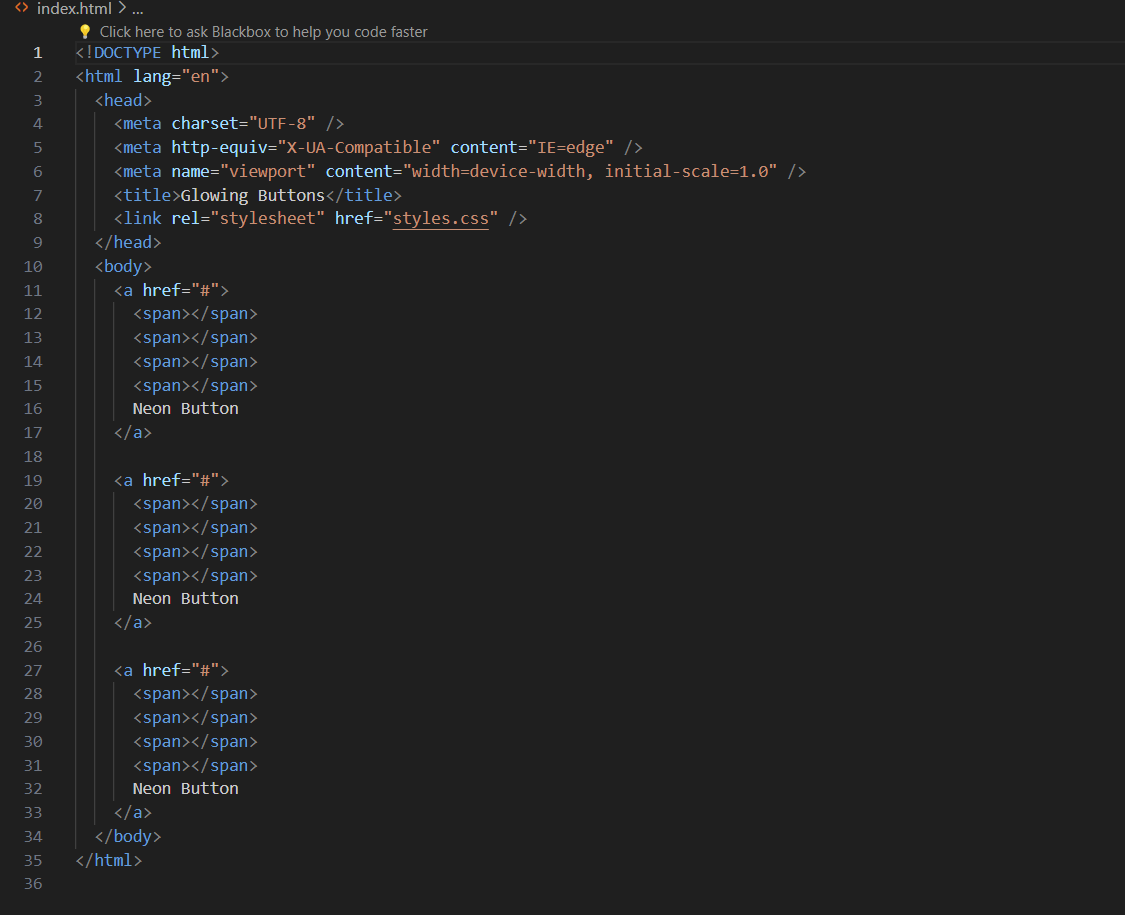 index.html > ...
Click here to ask Blackbox to help you code faster
1 <!DOCTYPE html>
2 <html lang="en">
3   <head>
4     <meta charset="UTF-8" />
5     <meta http-equiv="X-UA-Compatible" content="IE=edge" />
6     <meta name="viewport" content="width=device-width, initial-scale=1.0" />
7     <title>Glowing Buttons</title>
8     <link rel="stylesheet" href="styles.css" />
9   </head>
10   <body>
11     <a href="#">
12       <span></span>
13       <span></span>
14       <span></span>
15       <span></span>
16       Neon Button
17     </a>
18
19     <a href="#">
20       <span></span>
21       <span></span>
22       <span></span>
23       <span></span>
24       Neon Button
25     </a>
26
27     <a href="#">
28       <span></span>
29       <span></span>
30       <span></span>
31       <span></span>
32       Neon Button
33     </a>
34   </body>
35 </html>
36